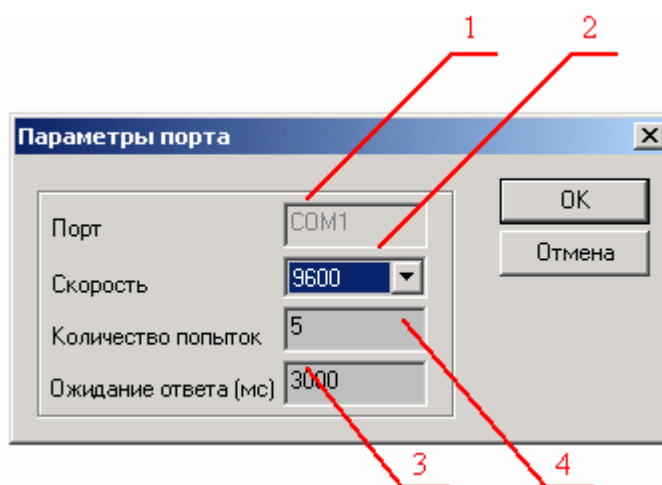 1 2
Параметры порта
Порт COM1
OK
Скорость 9600
Отмена
Количество попыток 5
Ожидание ответа (мс) 3000
3 4